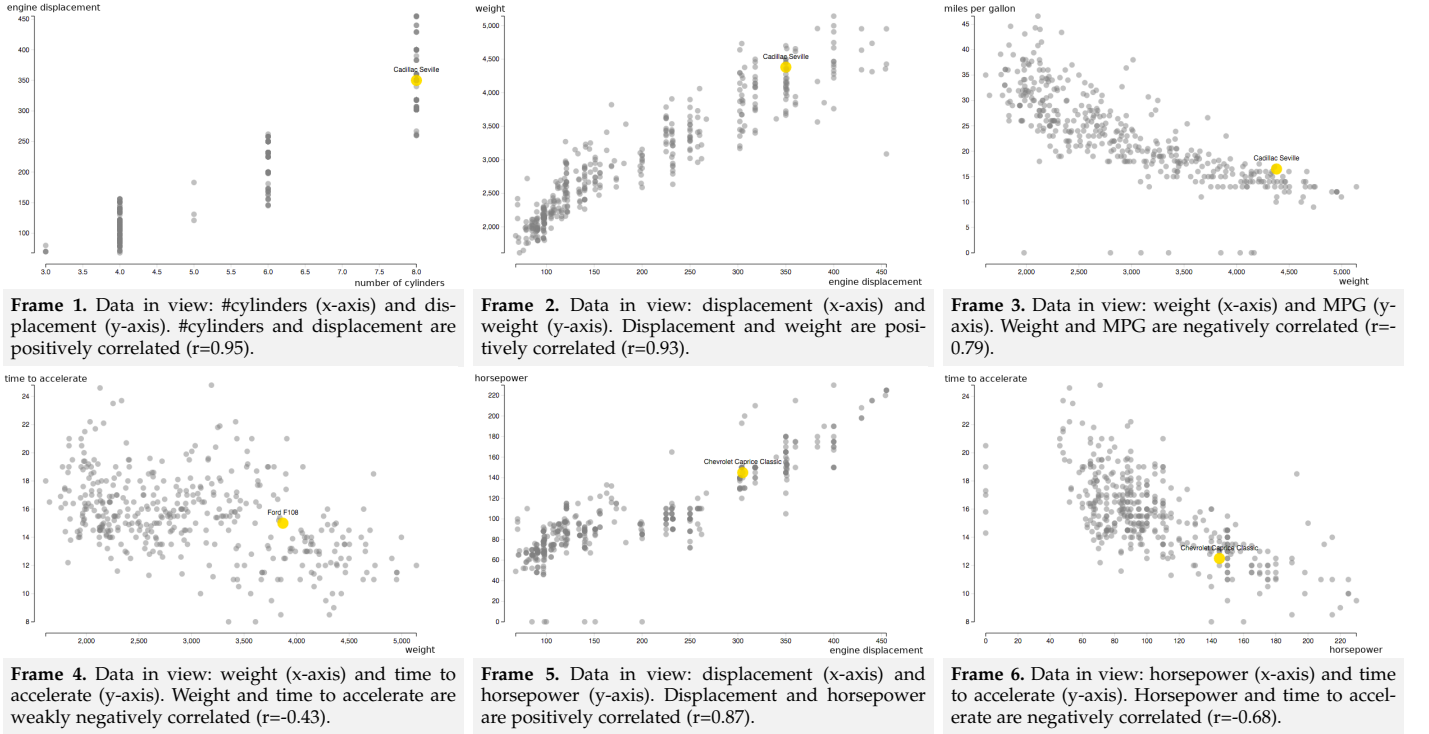 engine displacement
450
400
350
300
250
200
150
100
Cadillac Seville
3.0 3.5 4.0 4.5 5.0 5.5 6.0 6.5 7.0 7.5 8.0
number of cylinders
Frame 1. Data in view: #cylinders (x-axis) and dis-
placement (y-axis). #cylinders and displacement are
positively correlated (r=0.95).
weight
5,000
4,500
4,000
3,500
3,000
2,500
2,000
Cadillac Seville
100 150 200 250 300 350 400 450
engine displacement
Frame 2. Data in view: displacement (x-axis) and
weight (y-axis). Displacement and weight are posi-
tively correlated (r=0.93).
miles per gallon
45
40
35
30
25
20
15
10
5
0
Cadillac Seville
2,000 2,500 3,000 3,500 4,000 4,500 5,000
weight
Frame 3. Data in view: weight (x-axis) and MPG (y-
axis). Weight and MPG are negatively correlated (r=-
0.79).
time to accelerate
24
22
20
18
16
14
12
10
8
Ford F108
2,000 2,500 3,000 3,500 4,000 4,500 5,000
weight
Frame 4. Data in view: weight (x-axis) and time to
accelerate (y-axis). Weight and time to accelerate are
weakly negatively correlated (r=-0.43).
horsepower
220
200
180
160
140
120
100
80
60
40
20
0
Chevrolet Caprice Classic
100 150 200 250 300 350 400 450
engine displacement
Frame 5. Data in view: displacement (x-axis) and
horsepower (y-axis). Displacement and horsepower
are positively correlated (r=0.87).
time to accelerate
24
22
20
18
16
14
12
10
8
Chevrolet Caprice Classic
0 20 40 60 80 100 120 140 160 180 200 220
horsepower
Frame 6. Data in view: horsepower (x-axis) and time
to accelerate (y-axis). Horsepower and time to accel-
erate are negatively correlated (r=-0.68).